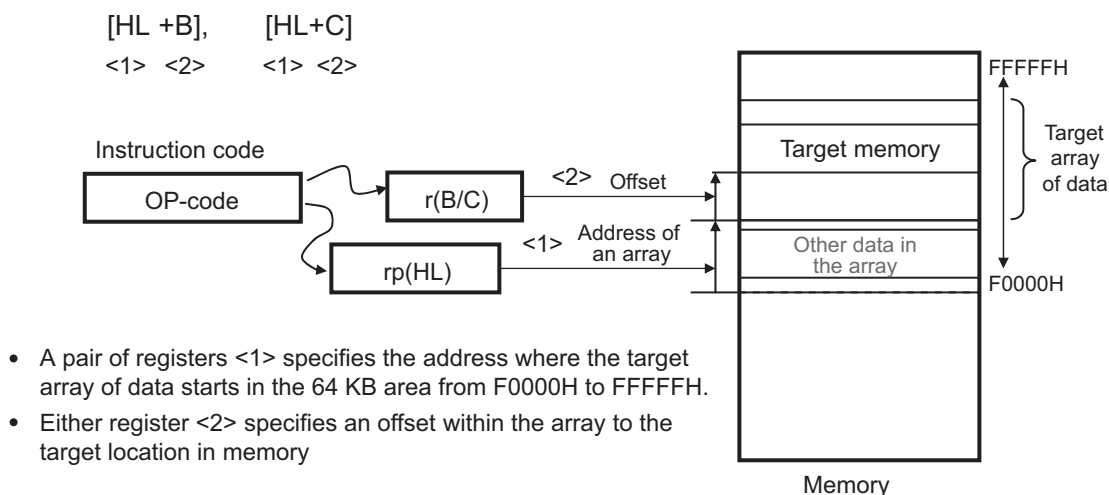 [HL +B], [HL+C]
<1> <2> <1> <2>
FFFFFH
Target
array
of data
Target memory
Instruction code
OP-code
r(B/C)
<2> Offset
<1> Address of
an array
rp(HL)
Other data in
the array
F0000H
• A pair of registers <1> specifies the address where the target
array of data starts in the 64 KB area from F0000H to FFFFFH.
• Either register <2> specifies an offset within the array to the
target location in memory
Memory